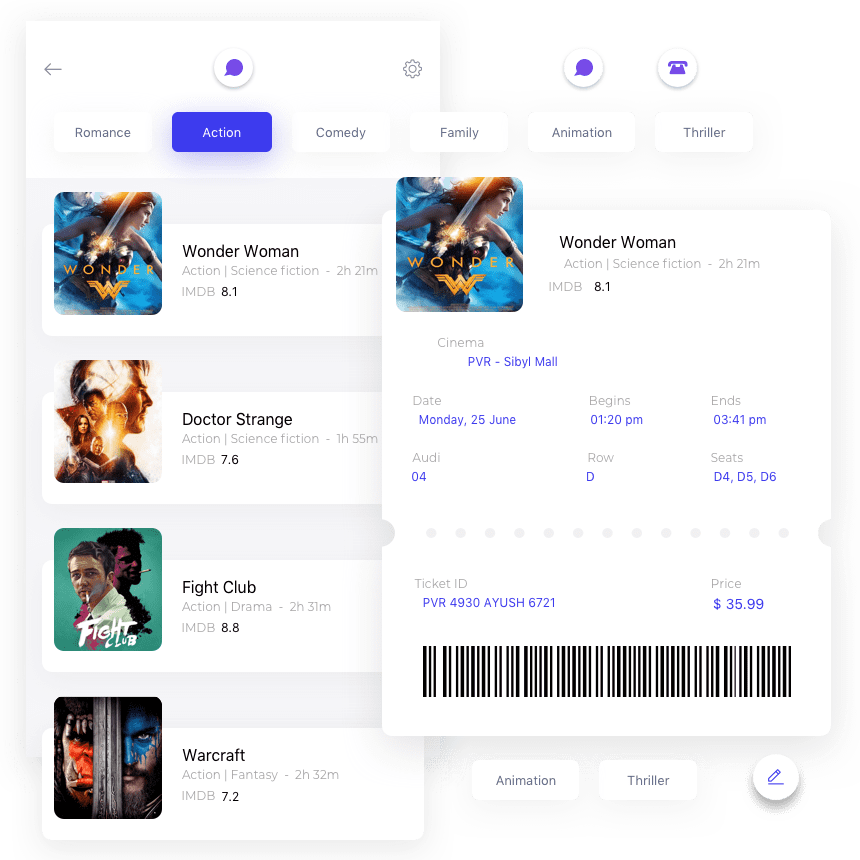 Romance
Action
Comedy
Family
Animation
Thriller
WONDER
Wonder Woman
Action | Science fiction - 2h 21m
IMDB 8.1
Doctor Strange
Action | Science fiction - 1h 55m
IMDB 7.6
FIGHT
CLUB
Fight Club
Action | Drama - 2h 31m
IMDB 8.8
Warcraft
Action | Fantasy - 2h 32m
IMDB 7.2
WONDER
Wonder Woman
Action | Science fiction - 2h 21m
IMDB 8.1
Cinema
PVR - Sibyl Mall
Date Begins Ends
Monday, 25 June 01:20 pm 03:41 pm
Audi Row Seats
04 D D4, D5, D6
Ticket ID Price
PVR 4930 AYUSH 6721 $ 35.99
Animation
Thriller